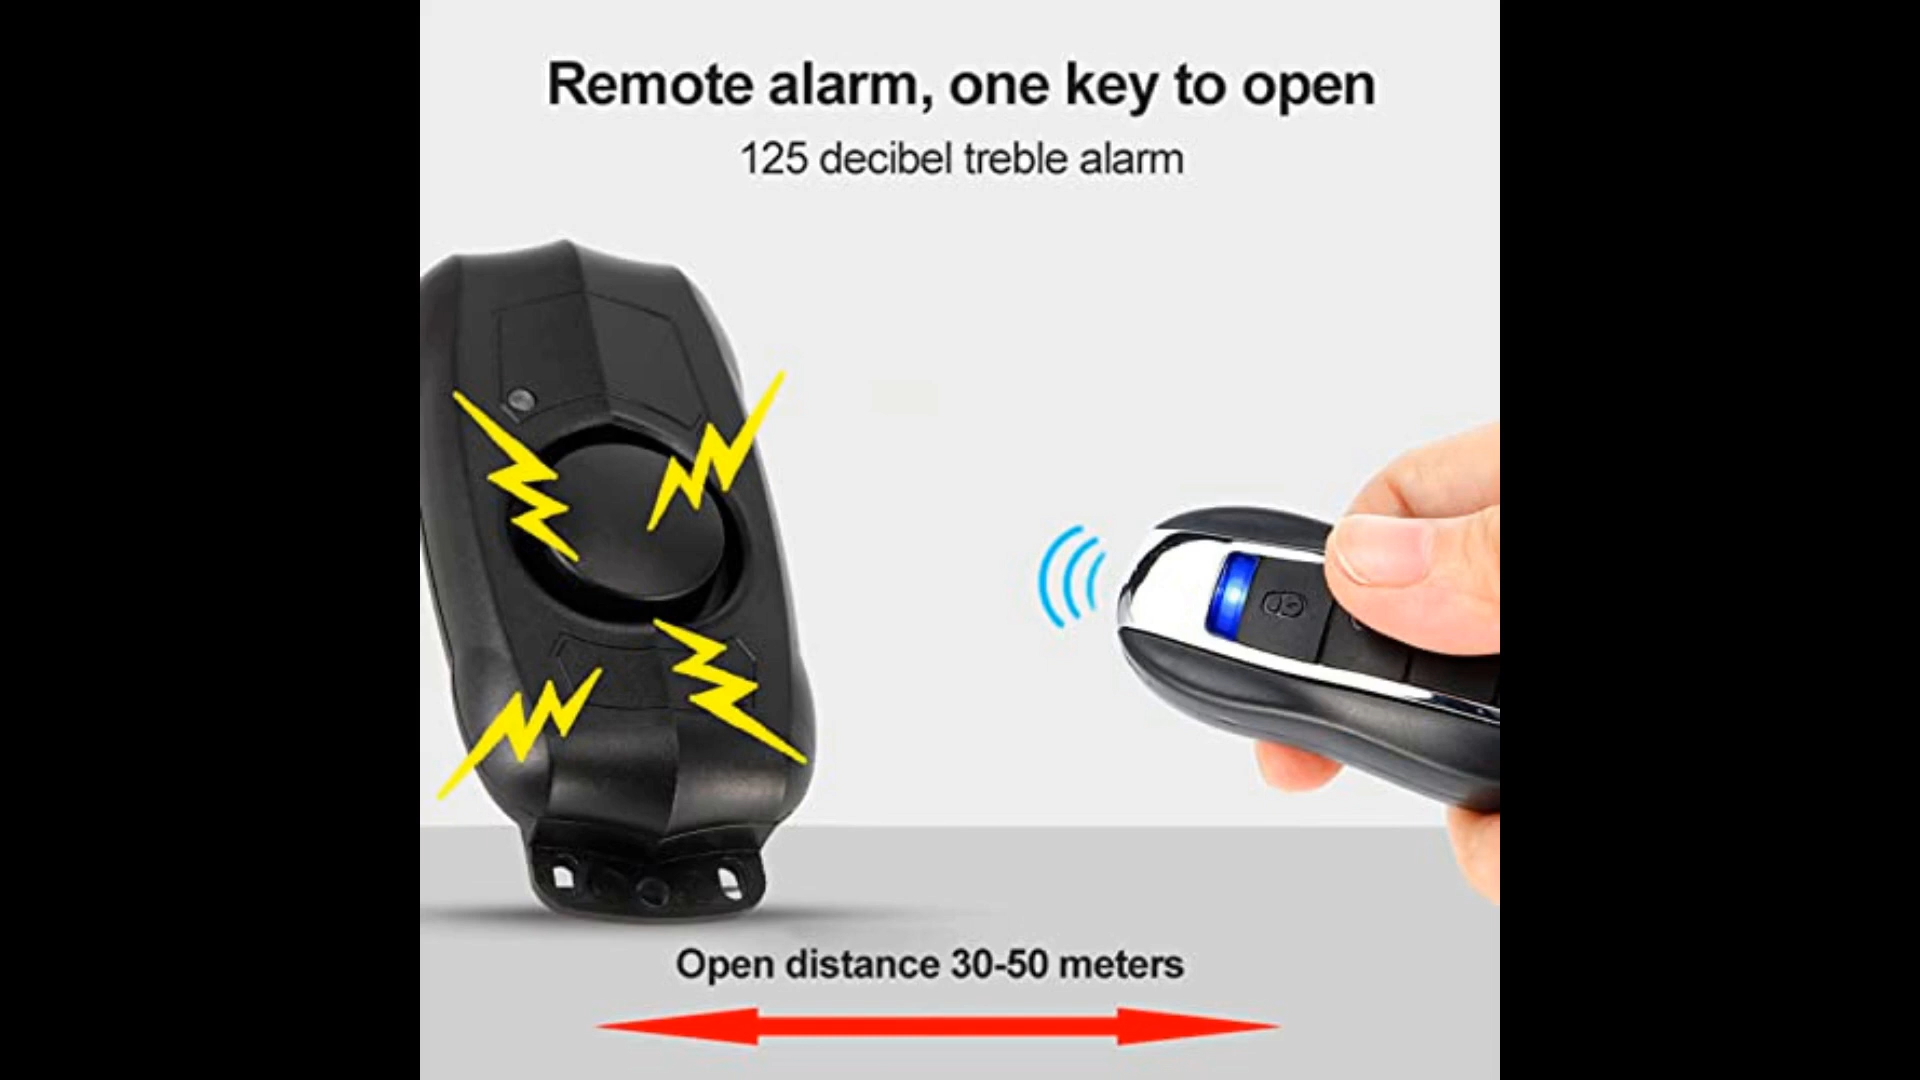 Remote alarm, one key to open
125 decibel treble alarm
Open distance 30-50 meters